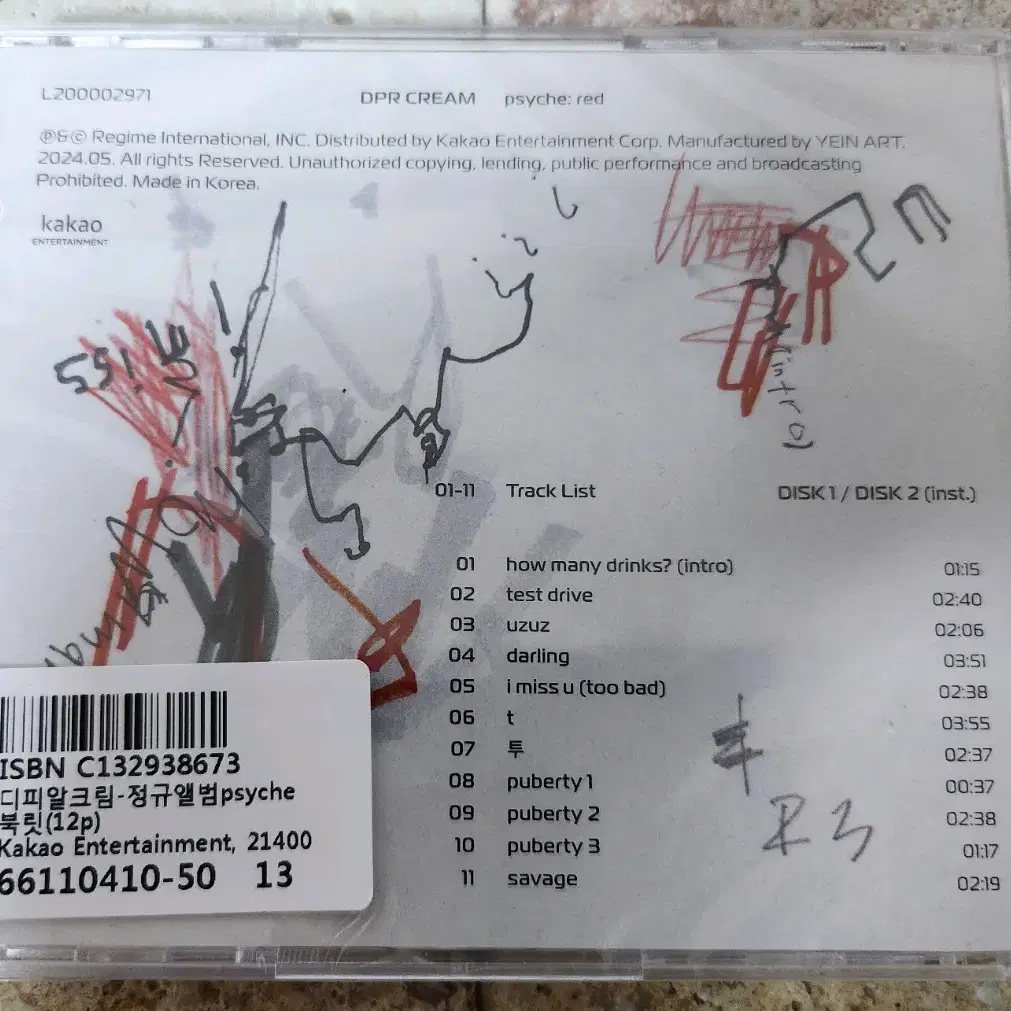 L200002971
DPR CREAM psyche: red
℗&© Regime International, INC. Distributed by Kakao Entertainment Corp. Manufactured by YEIN ART.
2024.05. All rights Reserved. Unauthorized copying, lending, public performance and broadcasting
Prohibited. Made in Korea.
kakao
ENTERTAINMENT
(intro)
01-11 Track List DISK 1 / DISK 2 (inst.)
01 how many drinks? (intro) 01:15
02 test drive 02:40
03 uzuz 02:06
04 darling 03:51
05 i miss u (too bad) 02:38
06 t 03:55
07 투 02:37
08 puberty 1 00:37
09 puberty 2 02:38
10 puberty 3 01:17
11 savage 02:19
ISBN C132938673
디피알크림-정규앨범psyche
북릿(12p)
Kakao Entertainment, 21400
66110410-50 13